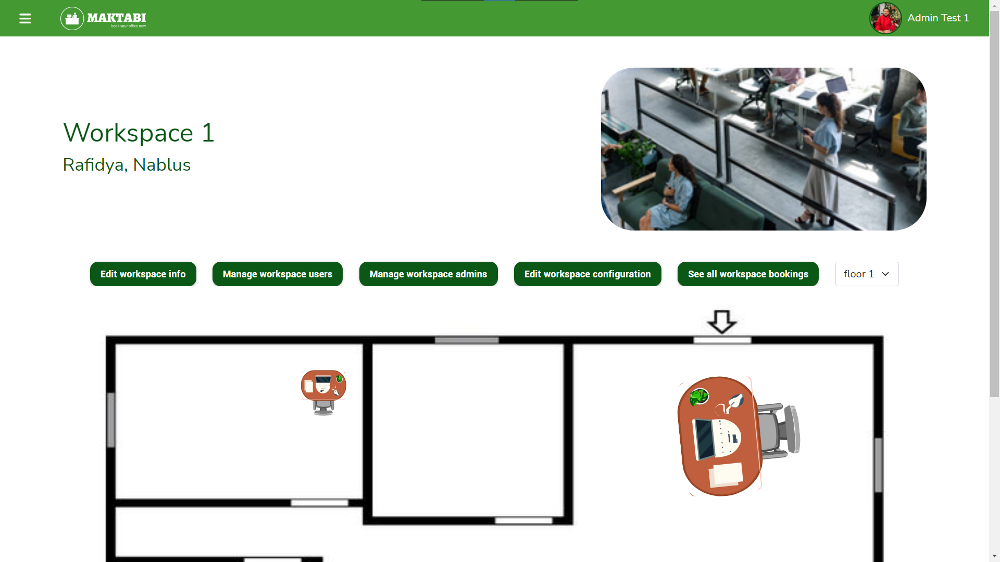 MAKTABI
book your office now
Admin Test 1
Workspace 1
Rafidya, Nablus
Edit workspace info
Manage workspace users
Manage workspace admins
Edit workspace configuration
See all workspace bookings
floor 1